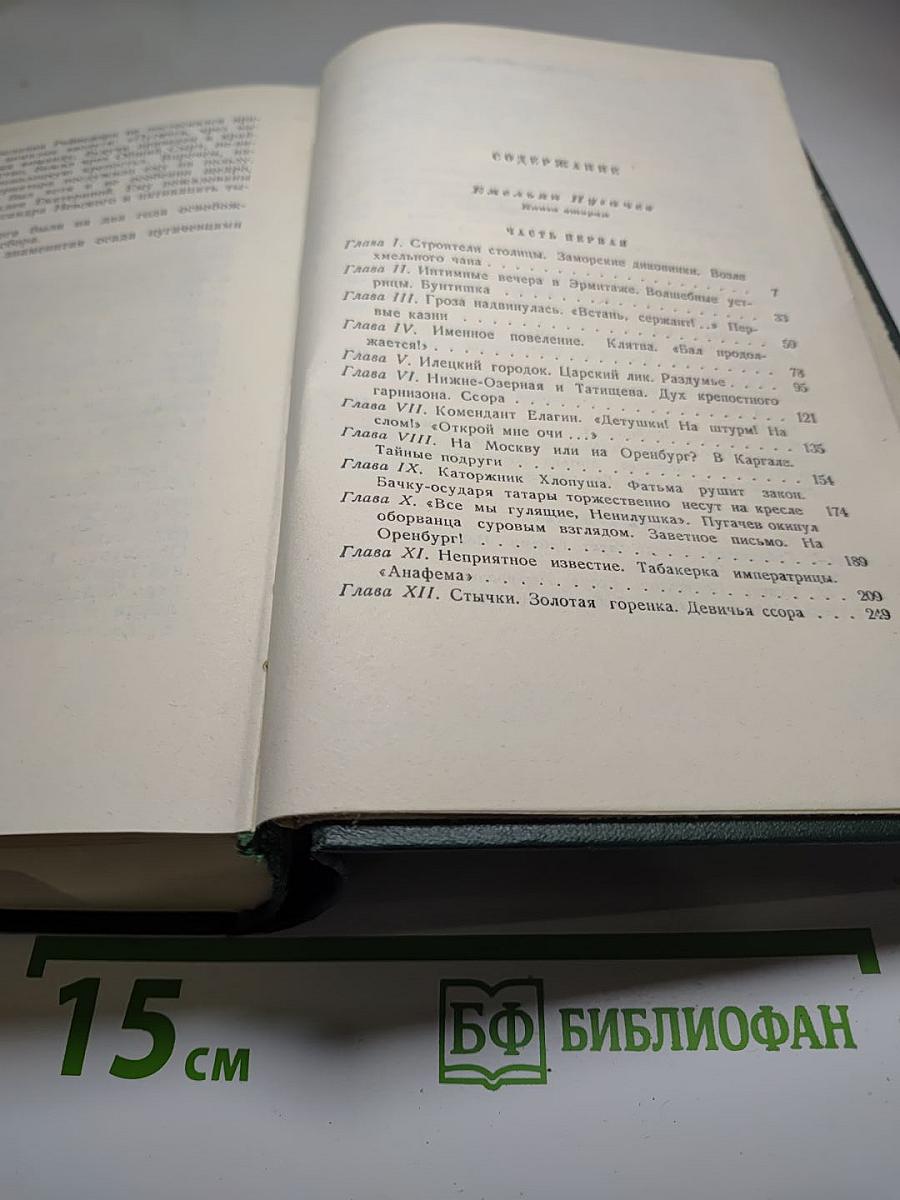 СОДЕРЖАНИЕ
Емельян Пугачев
Книга вторая
ЧАСТЬ ПЕРВАЯ
Глава I. Строители столицы. Заморские диковинки. Возле
хмельного чана . . . . . . . . . . . . . . . . 7
Глава II. Интимные вечера в Эрмитаже. Волшебные уст-
рицы. Бунтишка . . . . . . . . . . . . . . . . 33
Глава III. Гроза надвинулась. «Встань, сержант!..» Пер-
вые казни . . . . . . . . . . . . . . . . 59
Глава IV. Именное повеление. Клятва. «Бал продол-
жается!» . . . . . . . . . . . . . . . . 78
Глава V. Илецкий городок. Царский лик. Раздумье . . . . 95
Глава VI. Нижне-Озерная и Татищева. Дух крепостного
гарнизона. Ссора . . . . . . . . . . . . . . . . 121
Глава VII. Комендант Елагин. «Детушки! На штурм! На
слом!» «Открой мне очи ...» . . . . . . . . . . . . 135
Глава VIII. На Москву или на Оренбург? В Каргале.
Тайные подруги . . . . . . . . . . . . . . . . 154
Глава IX. Каторжник Хлопуша. Фатьма рушит закон.
Бачку-осударя татары торжественно несут на кресле 174
Глава X. «Все мы гулящие, Ненилушка». Пугачев окинул
оборванца суровым взглядом. Заветное письмо. На
Оренбург! . . . . . . . . . . . . . . . . 189
Глава XI. Неприятное известие. Табакерка императрицы.
«Анафема» . . . . . . . . . . . . . . . . 209
Глава XII. Стычки. Золотая горенка. Девичья ссора . . . 249
15 см
БФ БИБЛИОФАН